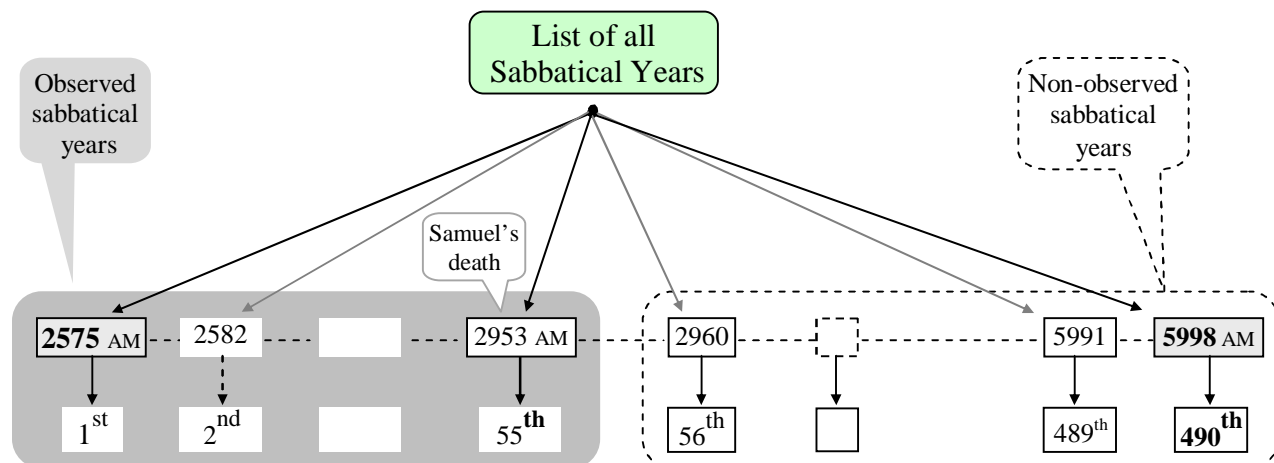 List of all
Sabbatical Years
Observed
sabbatical
years
Non-observed
sabbatical
years
Samuel's
death
2575 AM
2582
2953 AM
2960
5991
5998 AM
1st
2nd
55th
56th
489th
490th